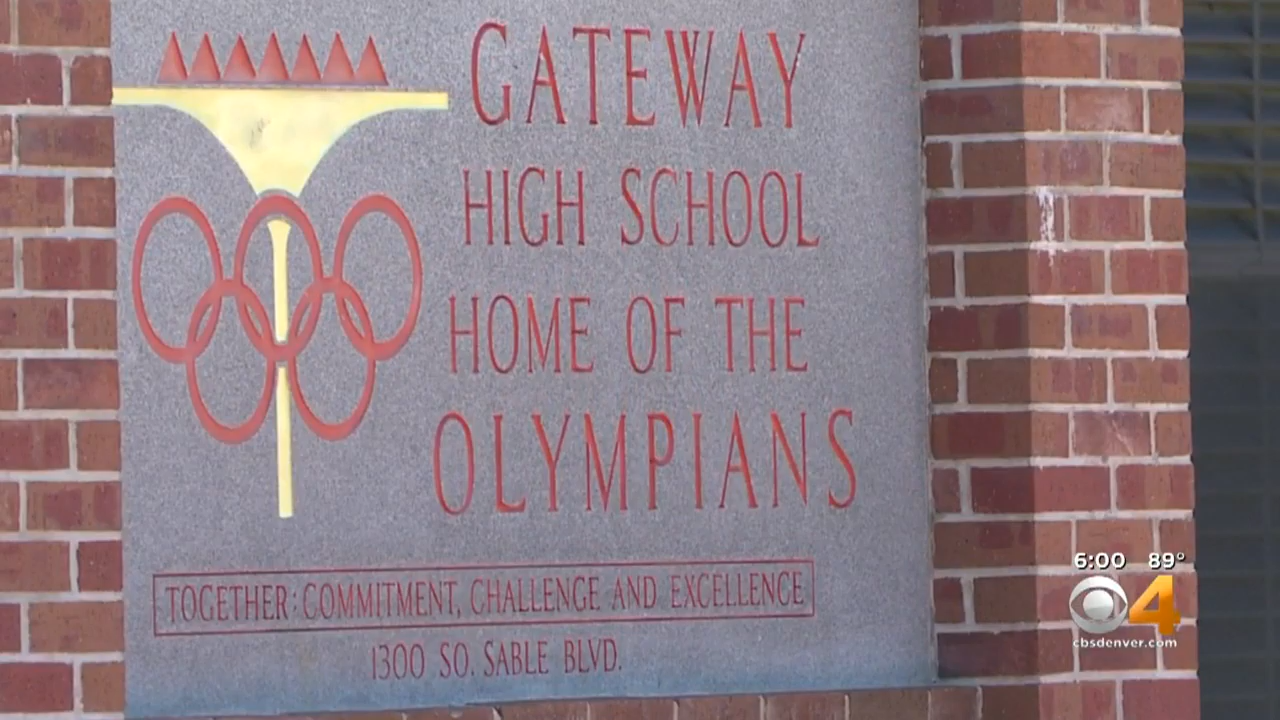 GATEWAY
HIGH SCHOOL
HOME OF THE
OLYMPIANS
TOGETHER: COMMITMENT, CHALLENGE AND EXCELLENCE
1300 SO. SABLE BLVD.
6:00 89°
4
cbsdenver.com